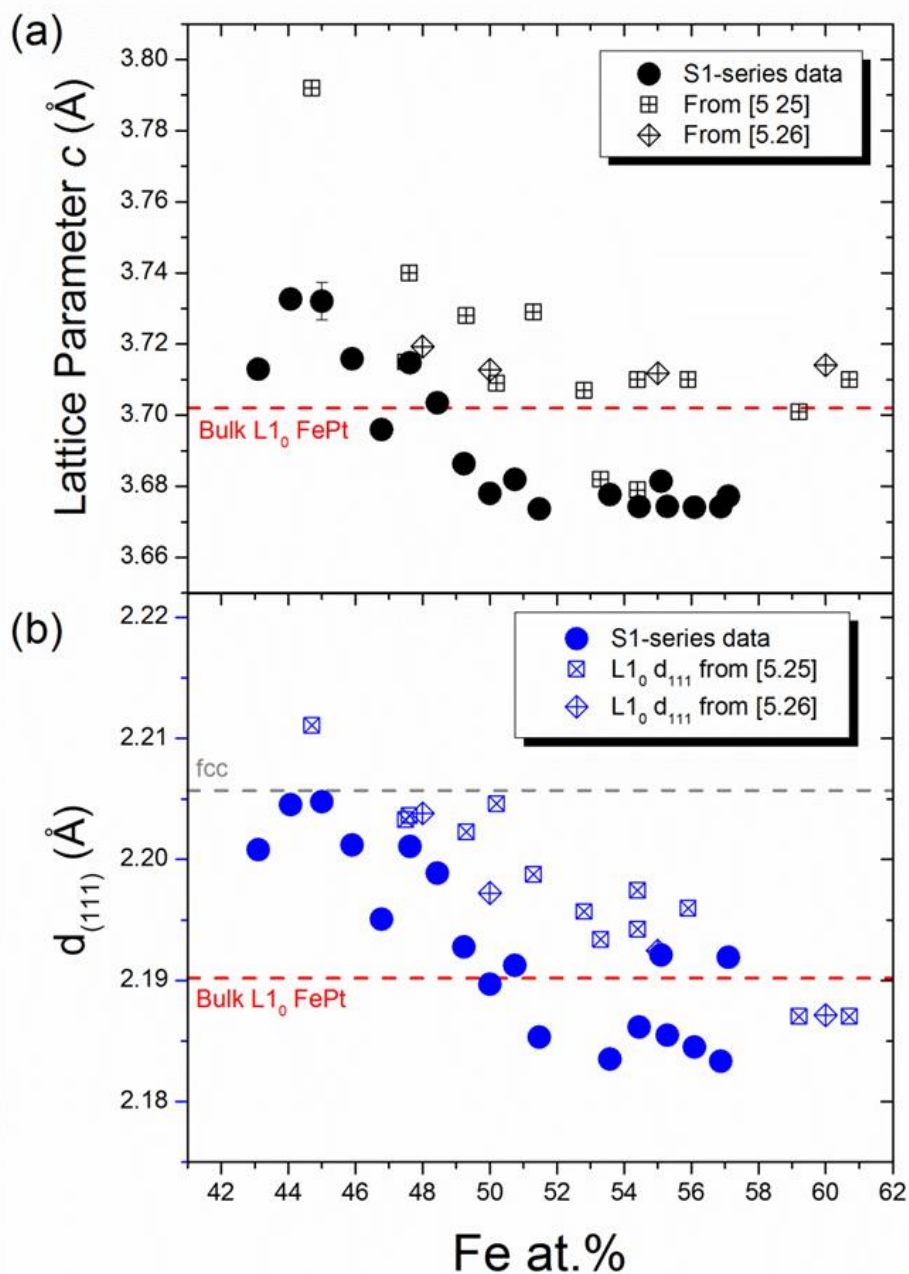 (a)
3.80
3.78
3.76
3.74
3.72
3.70
3.68
3.66
Lattice Parameter c (Å)
S1-series data
From [5 25]
From [5.26]
Bulk L1₀ FePt
(b)
2.22
2.21
2.20
2.19
2.18
d(111) (Å)
S1-series data
L1₀ d₁₁₁ from [5.25]
L1₀ d₁₁₁ from [5.26]
fcc
Bulk L1₀ FePt
42 44 46 48 50 52 54 56 58 60 62
Fe at.%